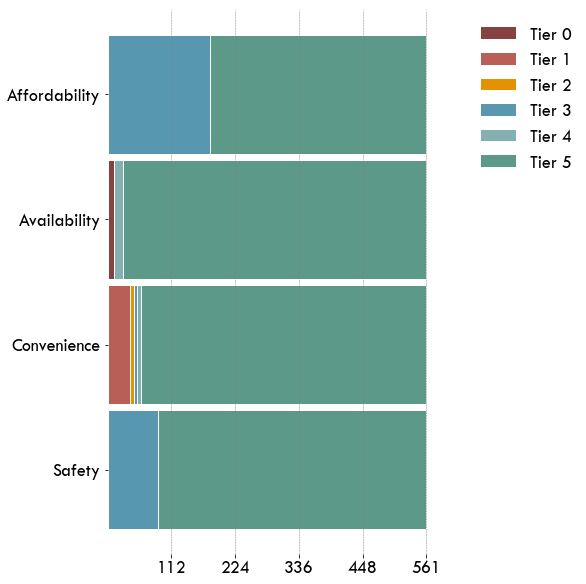 Tier 0
Tier 1
Tier 2
Tier 3
Tier 4
Tier 5
Affordability
Availability
Convenience
Safety
112 224 336 448 561